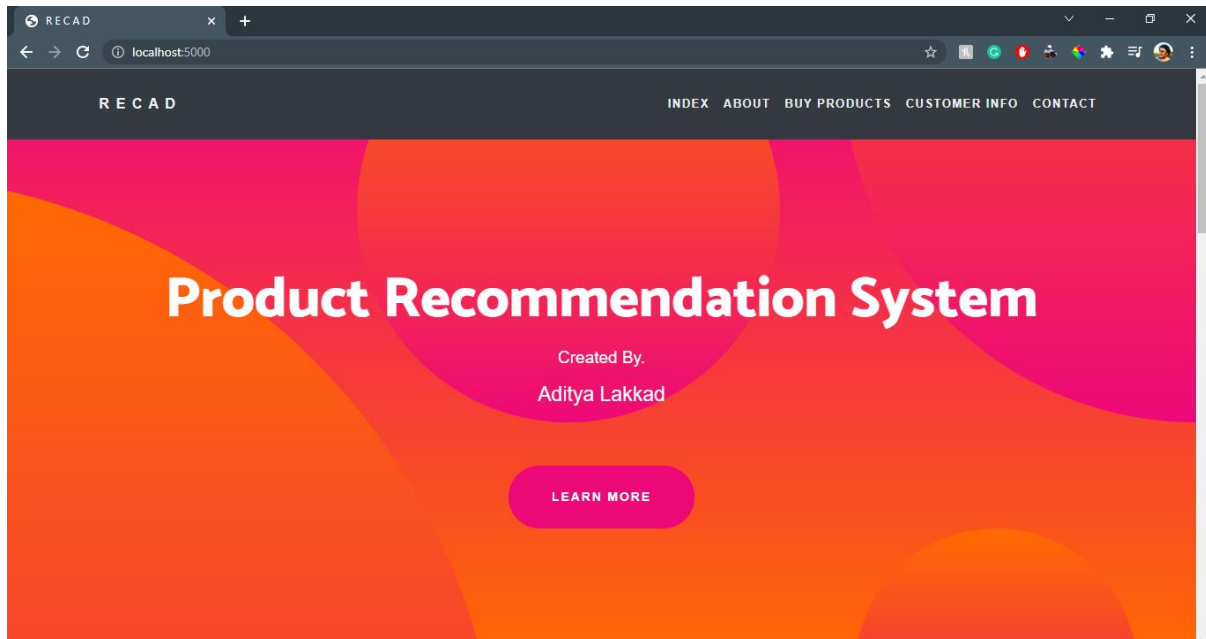 RECAD
localhost:5000
RECAD
INDEX ABOUT BUY PRODUCTS CUSTOMER INFO CONTACT
Product Recommendation System
Created By.
Aditya Lakkad
LEARN MORE